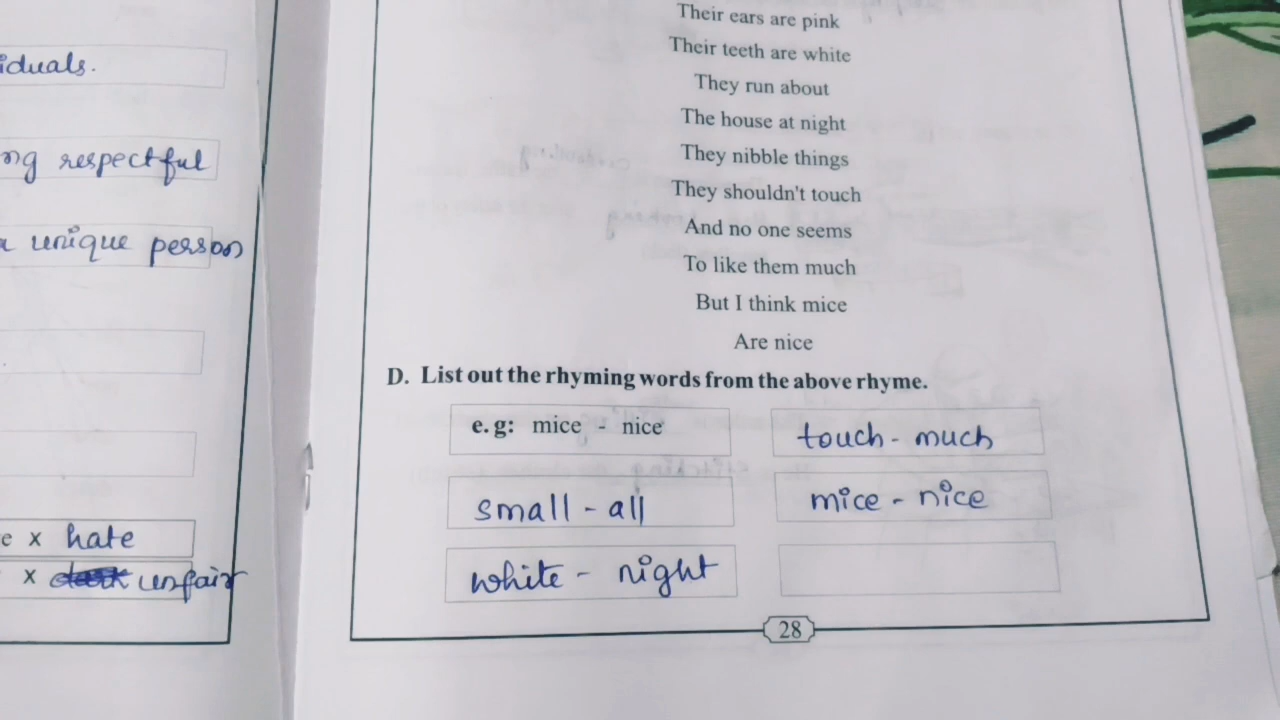 iduals.
ng respectful
a unique person
e x hate
x unfair
Their ears are pink
Their teeth are white
They run about
The house at night
They nibble things
They shouldn't touch
And no one seems
To like them much
But I think mice
Are nice
D. List out the rhyming words from the above rhyme.
e.g: mice - nice
touch - much
small - all
mice - nice
white - night
28